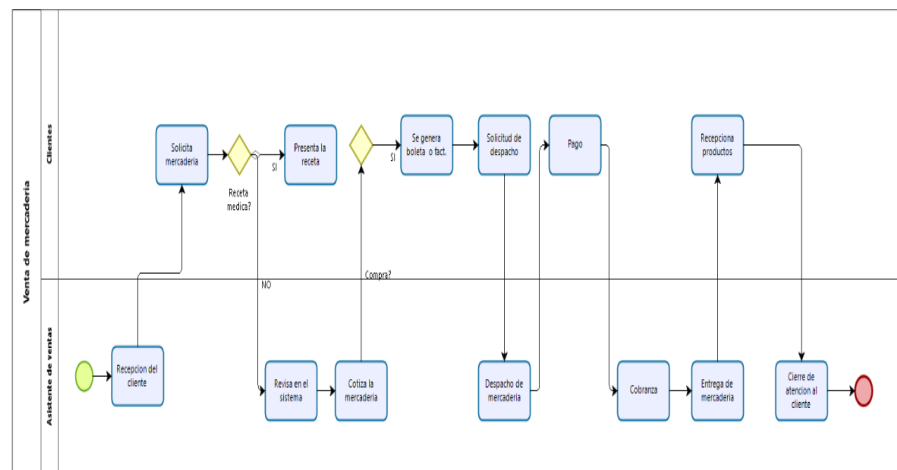 Venta de mercaderia
Clientes
Solicita
mercaderia
Receta
medica?
SI
NO
Presenta la
receta
Compra?
SI
Se genera
boleta o fact.
Solicitud de
despacho
Pago
Recepciona
productos
Asistente de ventas
Recepcion del
cliente
Revisa en el
sistema
Cotiza la
mercaderia
Despacho de
mercaderia
Cobranza
Entrega de
mercaderia
Cierre de
atencion al
cliente